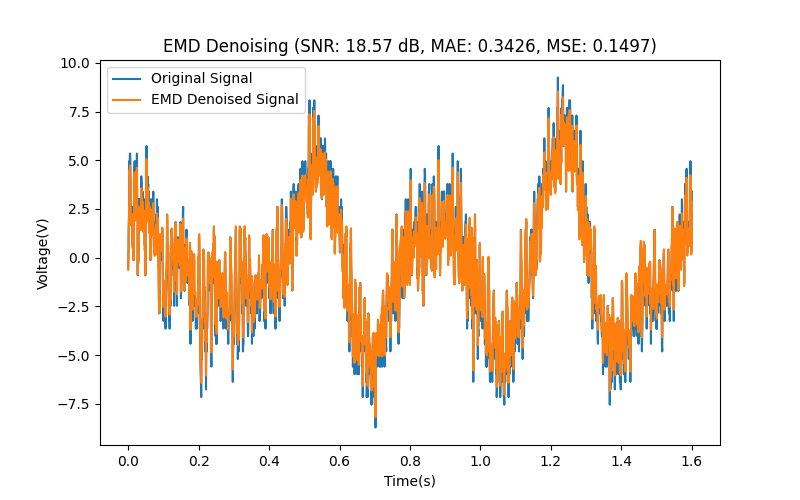 EMD Denoising (SNR: 18.57 dB, MAE: 0.3426, MSE: 0.1497)
Original Signal
EMD Denoised Signal
10.0
7.5
5.0
2.5
0.0
−2.5
−5.0
−7.5
Voltage(V)
0.0 0.2 0.4 0.6 0.8 1.0 1.2 1.4 1.6
Time(s)